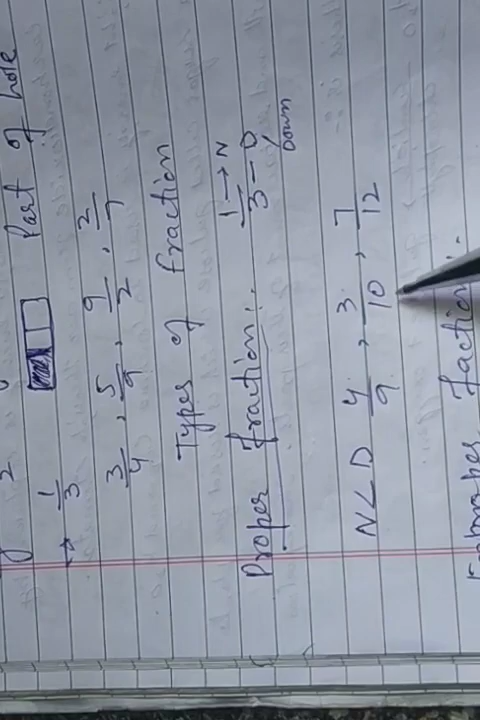 2
→ 1/3 Part of hole
3/4 , 5/9 , 9/2 , 2/7
Types of fraction
Proper fraction:. 1/3 → N — D Down
N < D 4/9 , 3/10 , 7/12